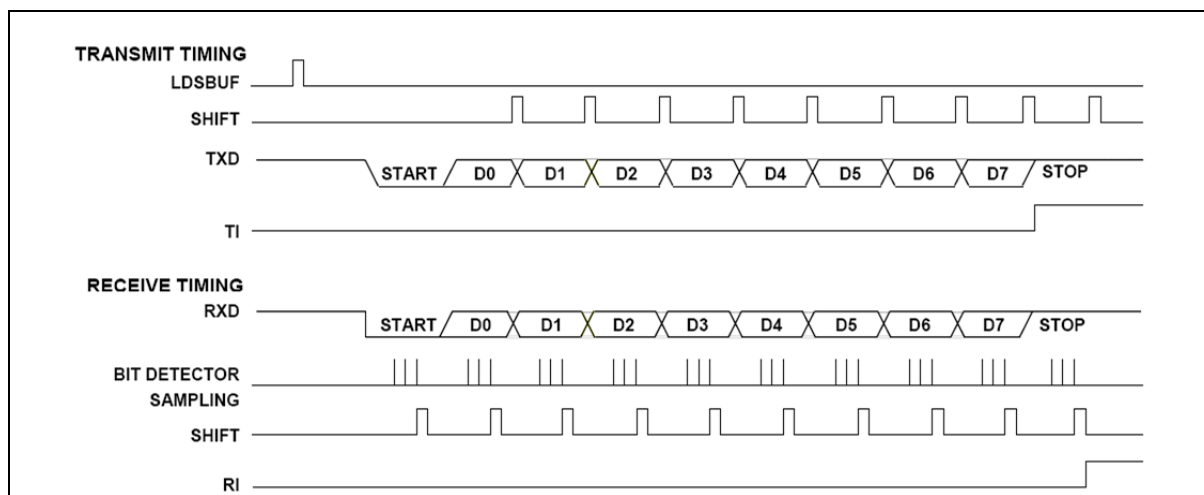 TRANSMIT TIMING
LDSBUF
SHIFT
TXD START D0 D1 D2 D3 D4 D5 D6 D7 STOP
TI
RECEIVE TIMING
RXD START D0 D1 D2 D3 D4 D5 D6 D7 STOP
BIT DETECTOR
SAMPLING
SHIFT
RI